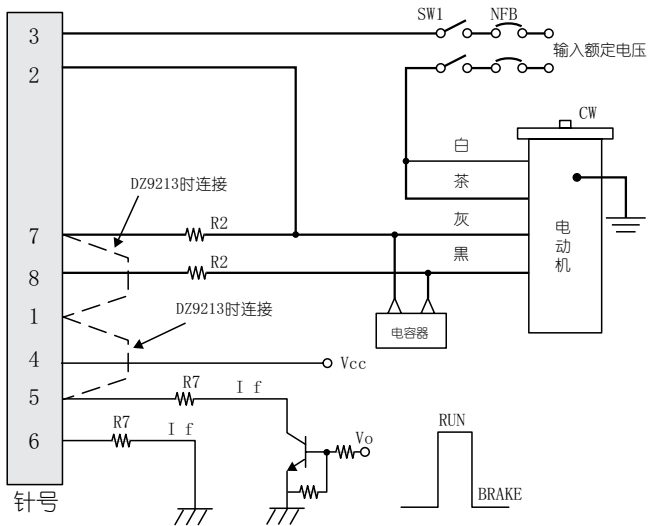 SW1
NFB
3
输入额定电压
2
CW
白
DZ9213时连接
茶
R2
灰
7
电动机
R2
黑
8
DZ9213时连接
1
电容器
4
Vcc
R7
I f
5
RUN
R7
I f
Vo
6
BRAKE
针号